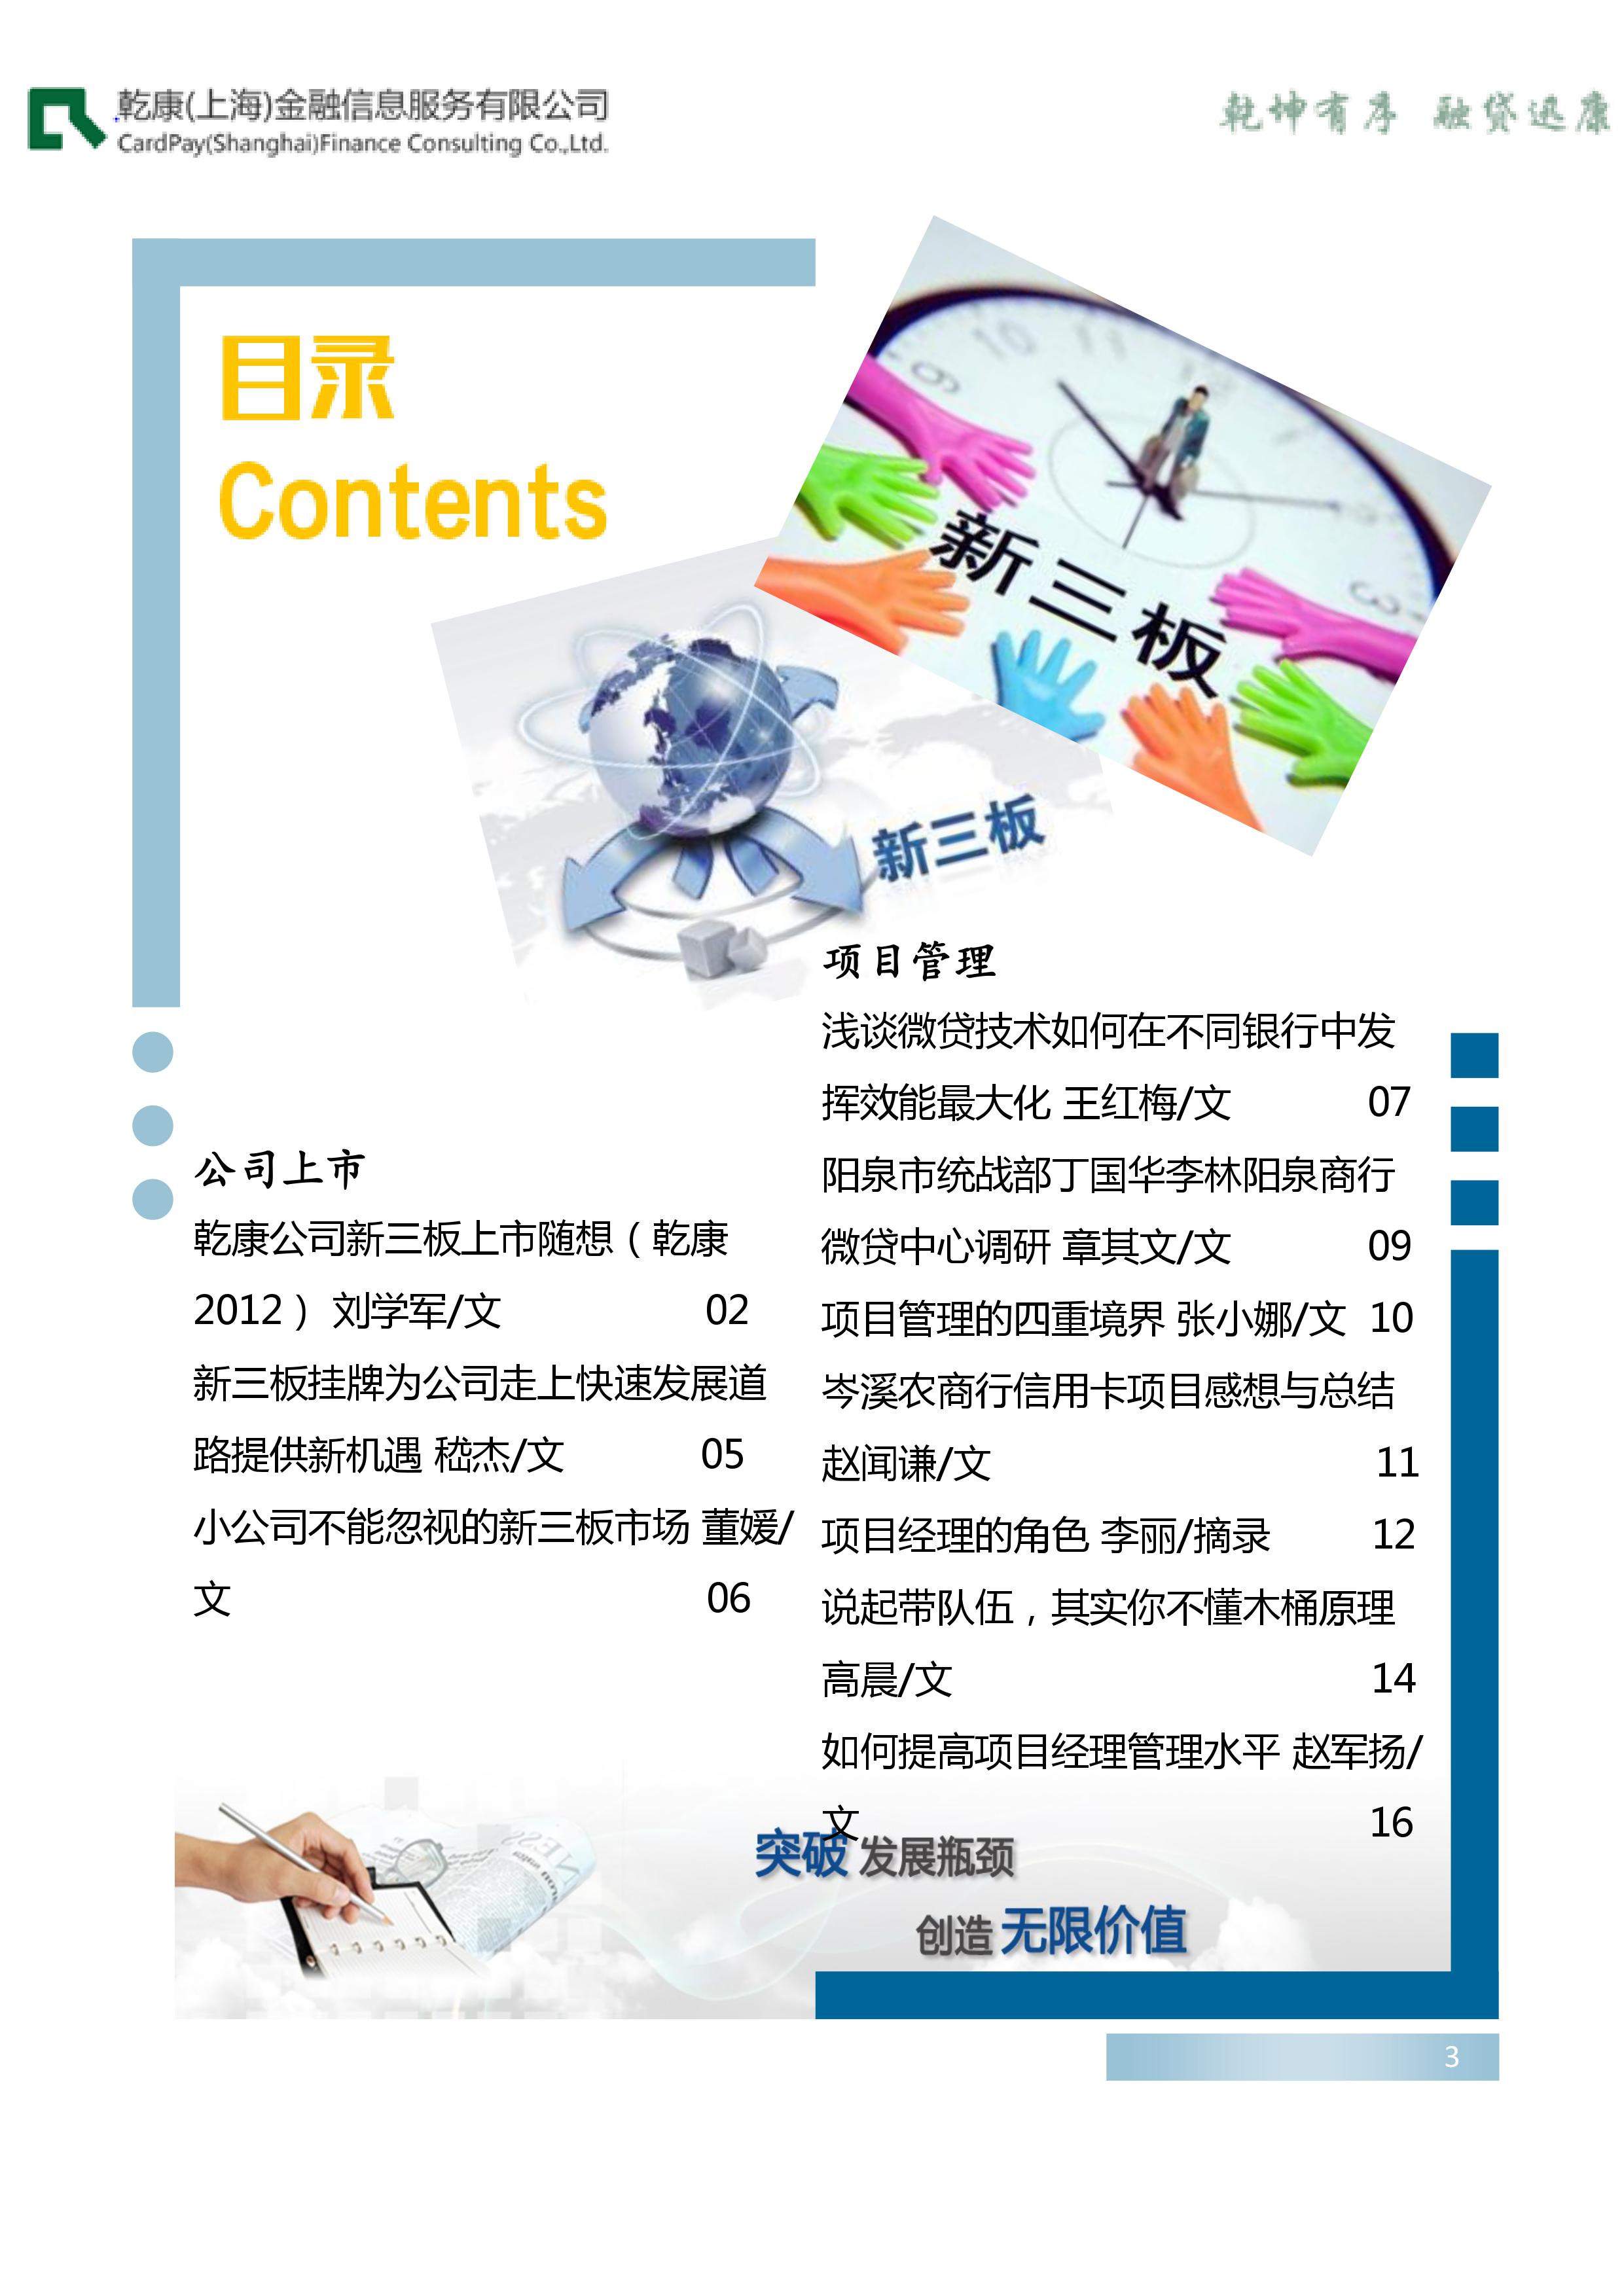 乾康(上海)金融信息服务有限公司
CardPay(Shanghai)Finance Consulting Co.,Ltd.
乾坤有序 融贷迅康
目录
Contents
9 10 11 12
3
新三板
新三板
公司上市
乾康公司新三板上市随想（乾康
2012） 刘学军/文 02
新三板挂牌为公司走上快速发展道
路提供新机遇 嵇杰/文 05
小公司不能忽视的新三板市场 董媛/
文 06
项目管理
浅谈微贷技术如何在不同银行中发
挥效能最大化 王红梅/文 07
阳泉市统战部丁国华李林阳泉商行
微贷中心调研 章其文/文 09
项目管理的四重境界 张小娜/文 10
岑溪农商行信用卡项目感想与总结
赵闻谦/文 11
项目经理的角色 李丽/摘录 12
说起带队伍，其实你不懂木桶原理
高晨/文 14
如何提高项目经理管理水平 赵军扬/
文 16
突破 发展瓶颈
创造 无限价值
3